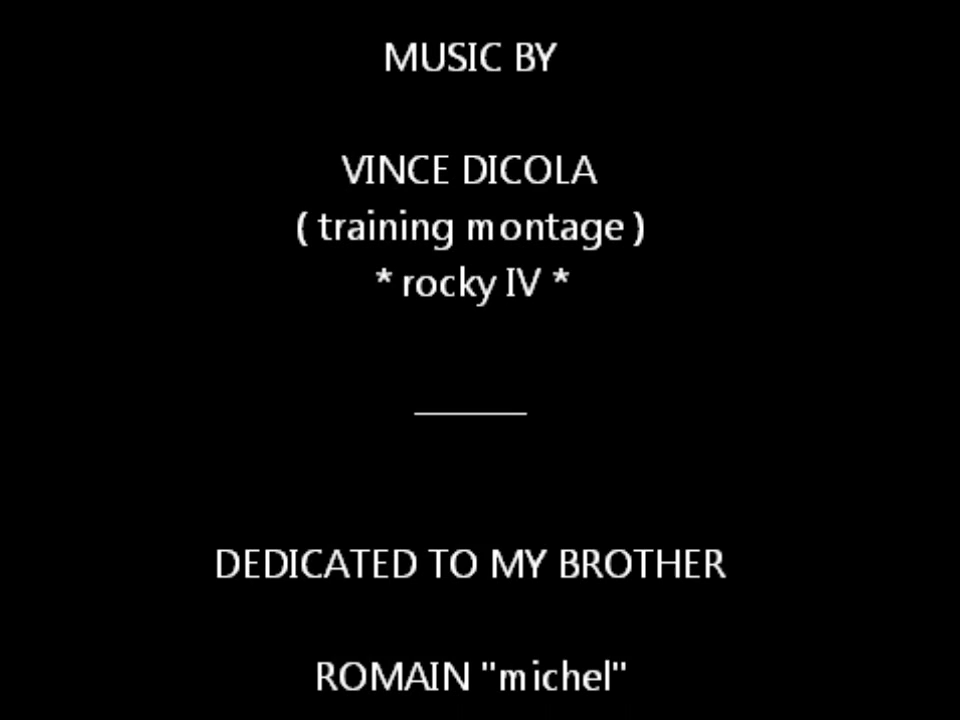 MUSIC BY
VINCE DICOLA
( training montage )
* rocky IV *
DEDICATED TO MY BROTHER
ROMAIN "michel"